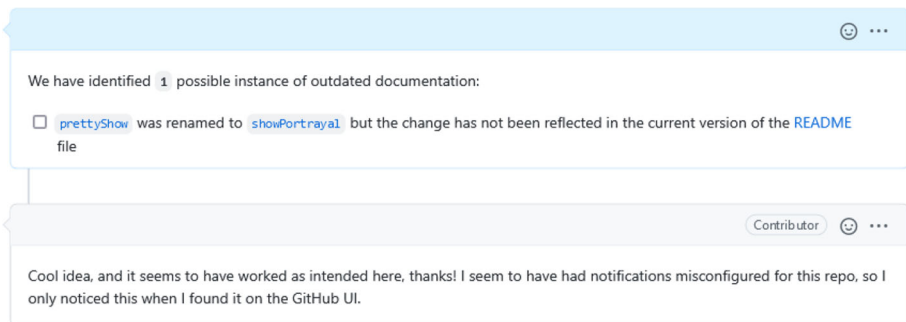 We have identified 1 possible instance of outdated documentation:
prettyShow was renamed to showPortrayal but the change has not been reflected in the current version of the README
file
Contributor
Cool idea, and it seems to have worked as intended here, thanks! I seem to have had notifications misconfigured for this repo, so I
only noticed this when I found it on the GitHub UI.